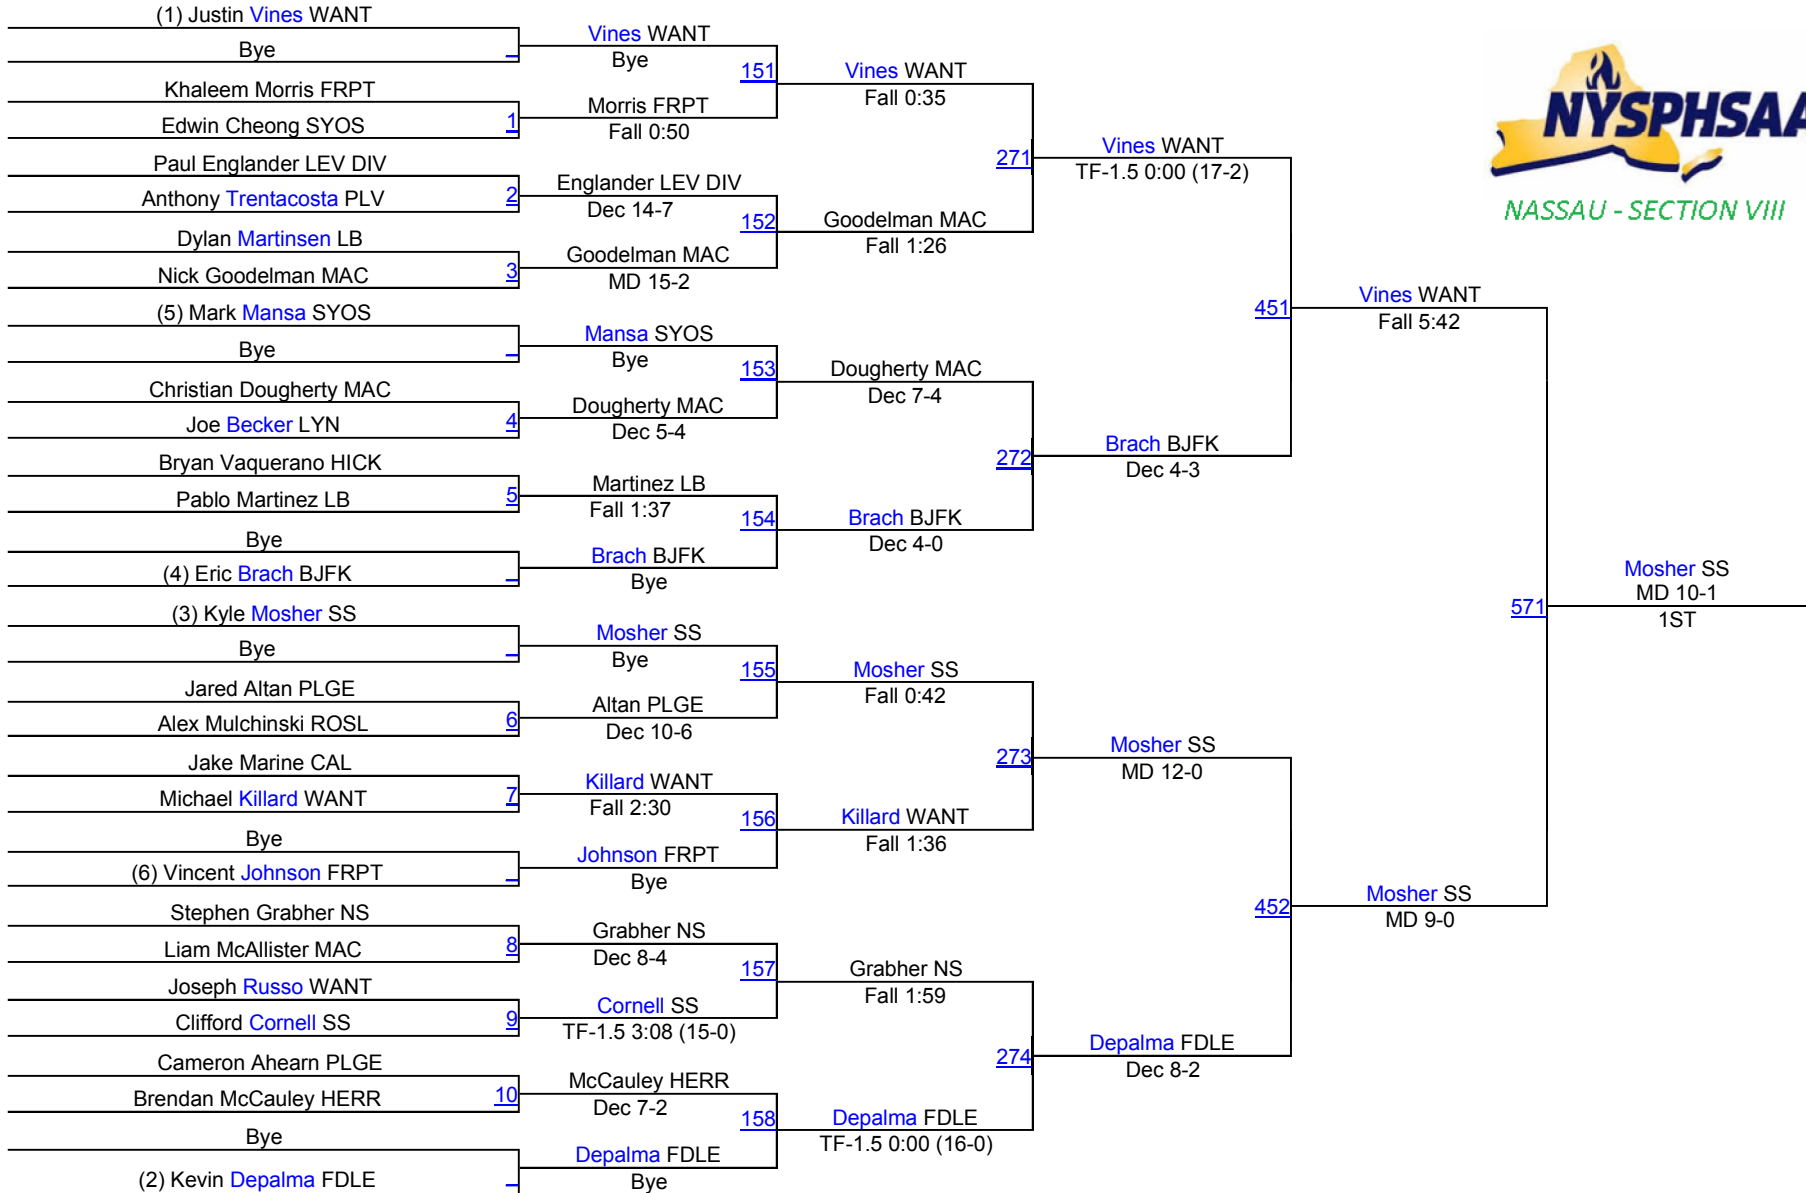 (1) Justin Vines WANT
Bye
Khaleem Morris FRPT
Edwin Cheong SYOS
1
Paul Englander LEV DIV
Anthony Trentacosta PLV
2
Dylan Martinsen LB
Nick Goodelman MAC
3
(5) Mark Mansa SYOS
Bye
Christian Dougherty MAC
Joe Becker LYN
4
Bryan Vaquerano HICK
Pablo Martinez LB
5
Bye
(4) Eric Brach BJFK
(3) Kyle Mosher SS
Bye
Jared Altan PLGE
Alex Mulchinski ROSL
6
Jake Marine CAL
Michael Killard WANT
7
Bye
(6) Vincent Johnson FRPT
Stephen Grabher NS
Liam McAllister MAC
8
Joseph Russo WANT
Clifford Cornell SS
9
Cameron Ahearn PLGE
Brendan McCauley HERR
10
Bye
(2) Kevin Depalma FDLE
Vines WANT
Bye
151
Morris FRPT
Fall 0:50
Englander LEV DIV
Dec 14-7
152
Goodelman MAC
MD 15-2
Mansa SYOS
Bye
153
Dougherty MAC
Dec 5-4
Martinez LB
Fall 1:37
154
Brach BJFK
Bye
Mosher SS
Bye
155
Altan PLGE
Dec 10-6
Killard WANT
Fall 2:30
156
Johnson FRPT
Bye
Grabher NS
Dec 8-4
157
Cornell SS
TF-1.5 3:08 (15-0)
McCauley HERR
Dec 7-2
158
Depalma FDLE
Bye
Vines WANT
Fall 0:35
271
Goodelman MAC
Fall 1:26
Dougherty MAC
Dec 7-4
272
Brach BJFK
Dec 4-0
Mosher SS
Fall 0:42
273
Killard WANT
Fall 1:36
Grabher NS
Fall 1:59
274
Depalma FDLE
TF-1.5 0:00 (16-0)
Vines WANT
TF-1.5 0:00 (17-2)
451
Brach BJFK
Dec 4-3
Mosher SS
MD 12-0
452
Depalma FDLE
Dec 8-2
Vines WANT
Fall 5:42
571
Mosher SS
MD 9-0
Mosher SS
MD 10-1
1ST
NYSPHSAA
NASSAU - SECTION VIII